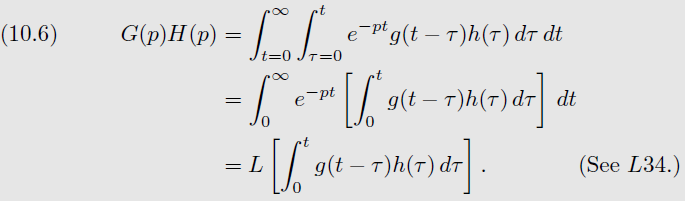 (10.6) G(p)H(p) = ∫_{t=0}^{∞} ∫_{τ=0}^{t} e^{−pt} g(t − τ)h(τ) dτ dt
= ∫_{0}^{∞} e^{−pt} [ ∫_{0}^{t} g(t − τ)h(τ) dτ ] dt
= L [ ∫_{0}^{t} g(t − τ)h(τ) dτ ] . (See L34.)